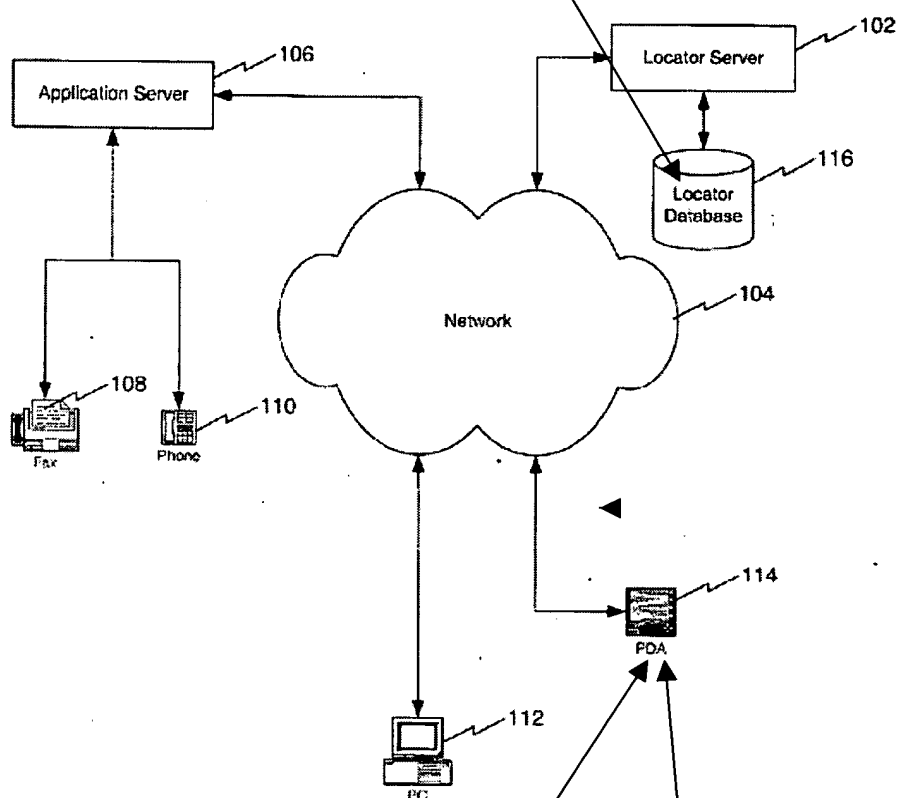 102
106
Locator Server
Application Server
116
Locator
Database
104
Network
108
110
Fax
Phone
114
PDA
112
PC